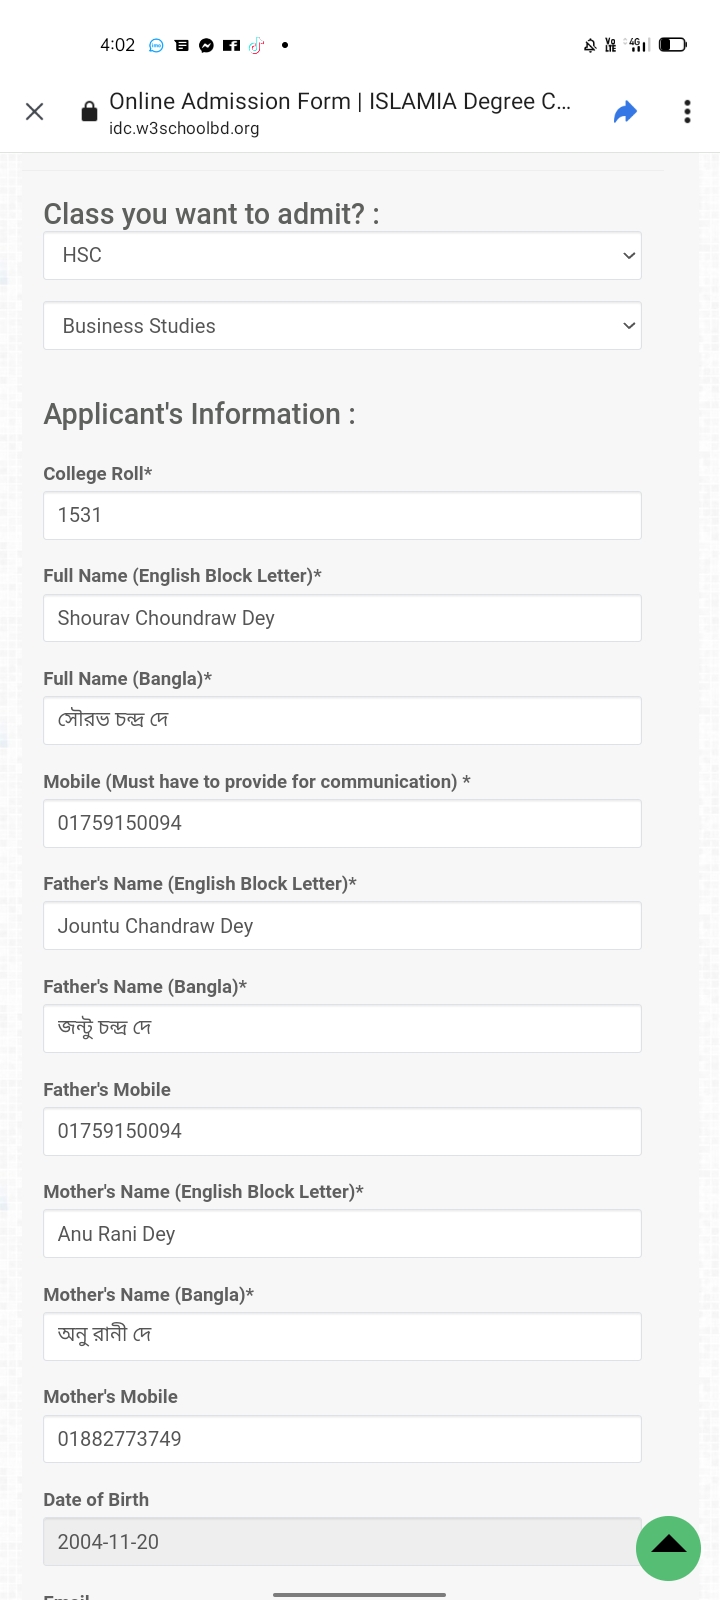 4:02
Vo LTE 4G
Online Admission Form | ISLAMIA Degree C...
idc.w3schoolbd.org
Class you want to admit? :
HSC
Business Studies
Applicant's Information :
College Roll*
1531
Full Name (English Block Letter)*
Shourav Choundraw Dey
Full Name (Bangla)*
সৌরভ চন্দ্র দে
Mobile (Must have to provide for communication) *
01759150094
Father's Name (English Block Letter)*
Jountu Chandraw Dey
Father's Name (Bangla)*
জন্টু চন্দ্র দে
Father's Mobile
01759150094
Mother's Name (English Block Letter)*
Anu Rani Dey
Mother's Name (Bangla)*
অনু রানী দে
Mother's Mobile
01882773749
Date of Birth
2004-11-20
Email